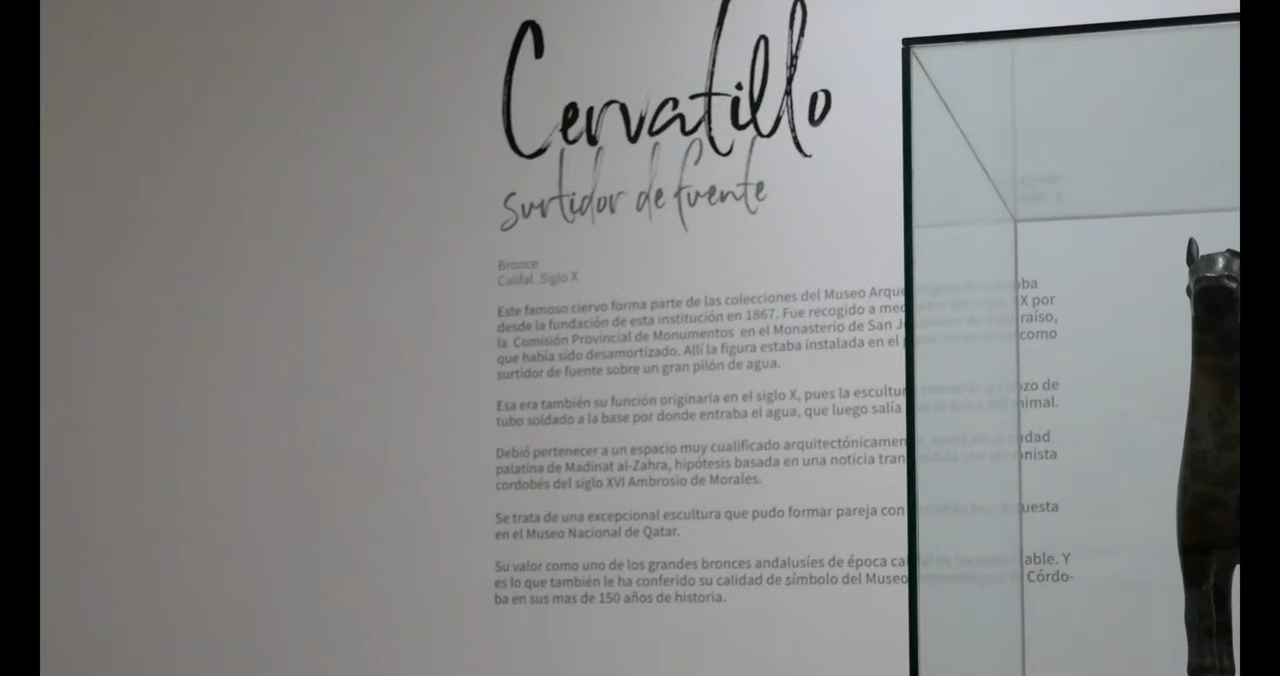 Cervatillo
surtidor de fuente
Bronce
Califal. Siglo X
Este famoso ciervo forma parte de las colecciones del Museo Arque ba
desde la fundación de esta institución en 1867. Fue recogido a med X por
la Comisión Provincial de Monumentos en el Monasterio de San J raíso,
que había sido desamortizado. Allí la figura estaba instalada en el como
surtidor de fuente sobre un gran pilón de agua.
Esa era también su función originaria en el siglo X, pues la escultur ozo de
tubo soldado a la base por donde entraba el agua, que luego salía nimal.
Debió pertenecer a un espacio muy cualificado arquitectónicamen dad
palatina de Madinat al-Zahra, hipótesis basada en una noticia tran onista
cordobés del siglo XVI Ambrosio de Morales.
Se trata de una excepcional escultura que pudo formar pareja con uesta
en el Museo Nacional de Qatar.
Su valor como uno de los grandes bronces andalusíes de época ca able. Y
es lo que también le ha conferido su calidad de símbolo del Museo Córdo-
ba en sus mas de 150 años de historia.